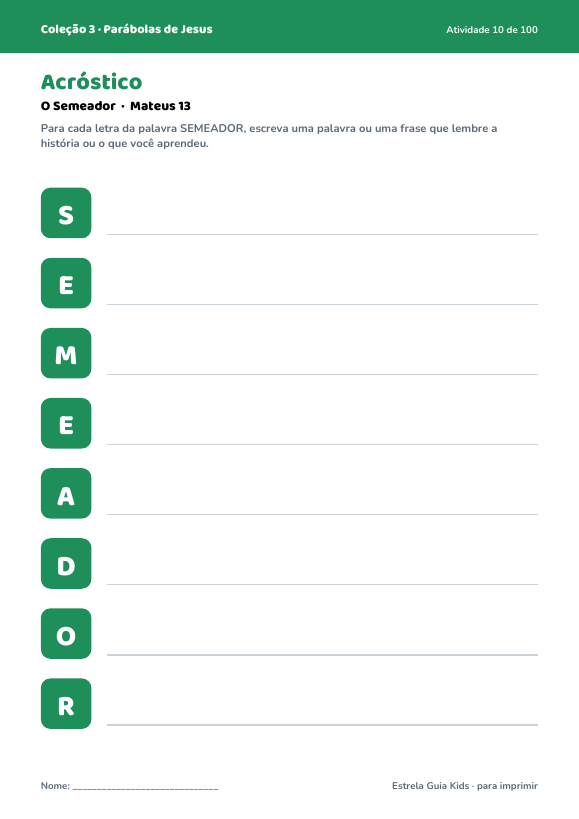 Coleção 3 · Parábolas de Jesus
Atividade 10 de 100
Acróstico
O Semeador · Mateus 13
Para cada letra da palavra SEMEADOR, escreva uma palavra ou uma frase que lembre a
história ou o que você aprendeu.
S
E
M
E
A
D
O
R
Nome: ______________________________
Estrela Guia Kids · para imprimir